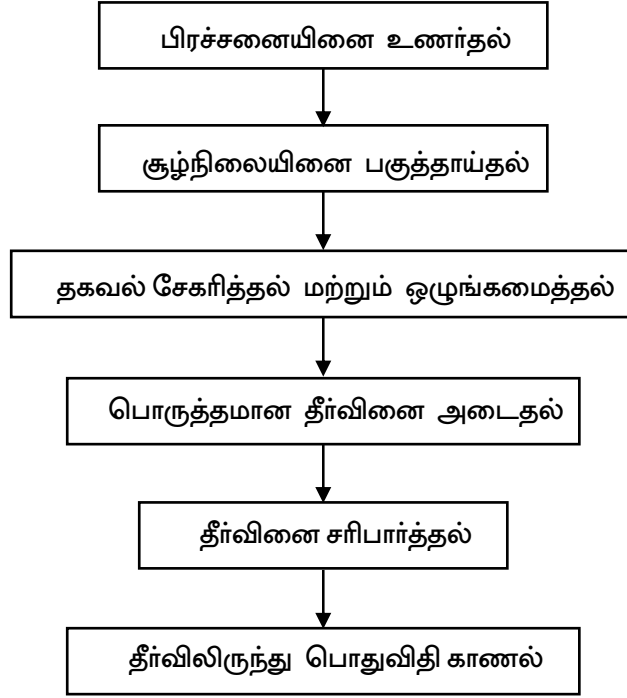 பிரச்சனையினை உணர்தல்
சூழ்நிலையினை பகுத்தாய்தல்
தகவல் சேகரித்தல் மற்றும் ஒழுங்கமைத்தல்
பொருத்தமான தீர்வினை அடைதல்
தீர்வினை சரிபார்த்தல்
தீர்விலிருந்து பொதுவிதி காணல்